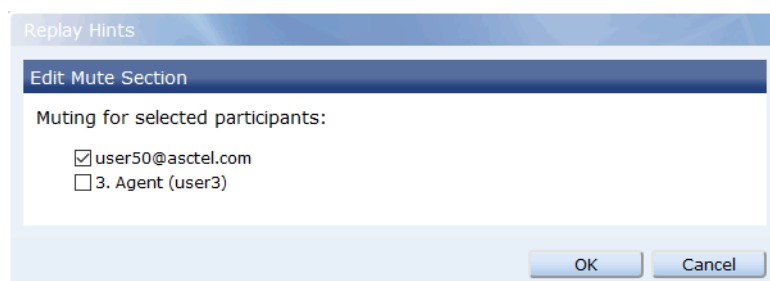 Replay Hints
Edit Mute Section
Muting for selected participants:
user50@asctel.com
3. Agent (user3)
OK Cancel